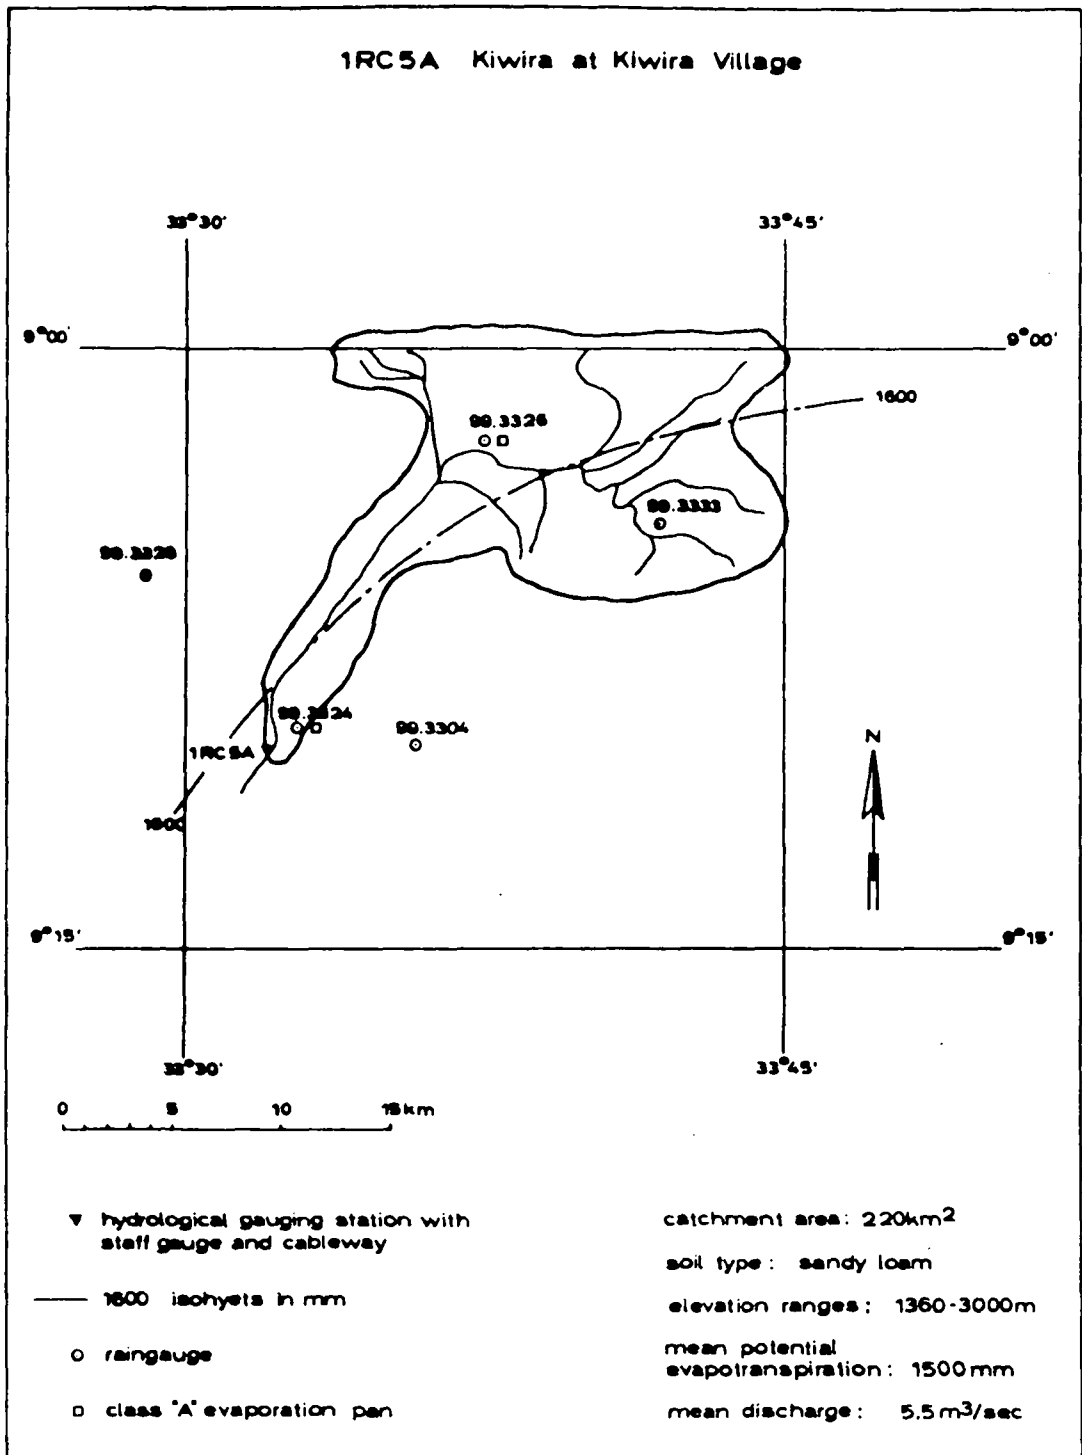 1RC5A Kiwira at Kiwira Village
33°30' 33°45'
9°00' 9°00'
1600
99.3326
99.3333
99.3328
99.3324
99.3304
1RC5A
1600
N
9°15' 9°15'
33°30' 33°45'
0 5 10 15km
hydrological gauging station with
staff gauge and cableway
1600 isohyets in mm
raingauge
class "A" evaporation pan
catchment area: 220km²
soil type: sandy loam
elevation ranges: 1360-3000m
mean potential
evapotranspiration: 1500mm
mean discharge: 5.5m³/sec